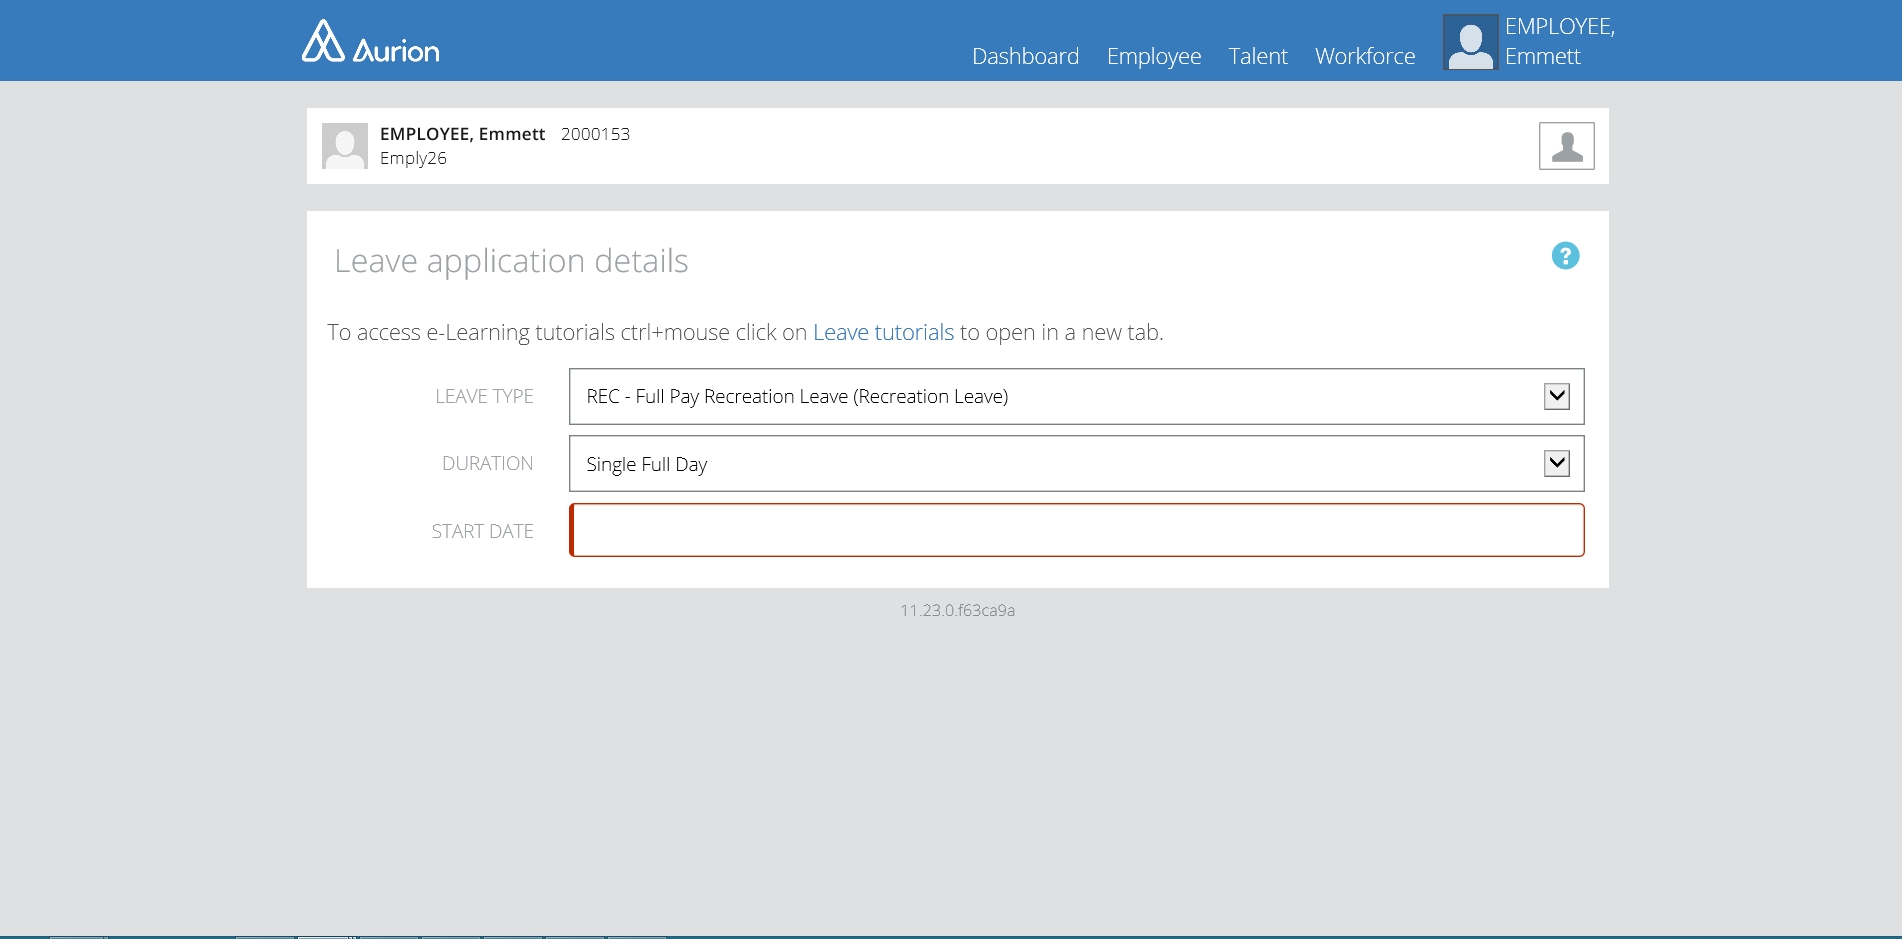 Aurion
Dashboard Employee Talent Workforce
EMPLOYEE,
Emmett
EMPLOYEE, Emmett 2000153
Emply26
Leave application details
?
To access e-Learning tutorials ctrl+mouse click on Leave tutorials to open in a new tab.
LEAVE TYPE REC - Full Pay Recreation Leave (Recreation Leave)
DURATION Single Full Day
START DATE
11.23.0.f63ca9a